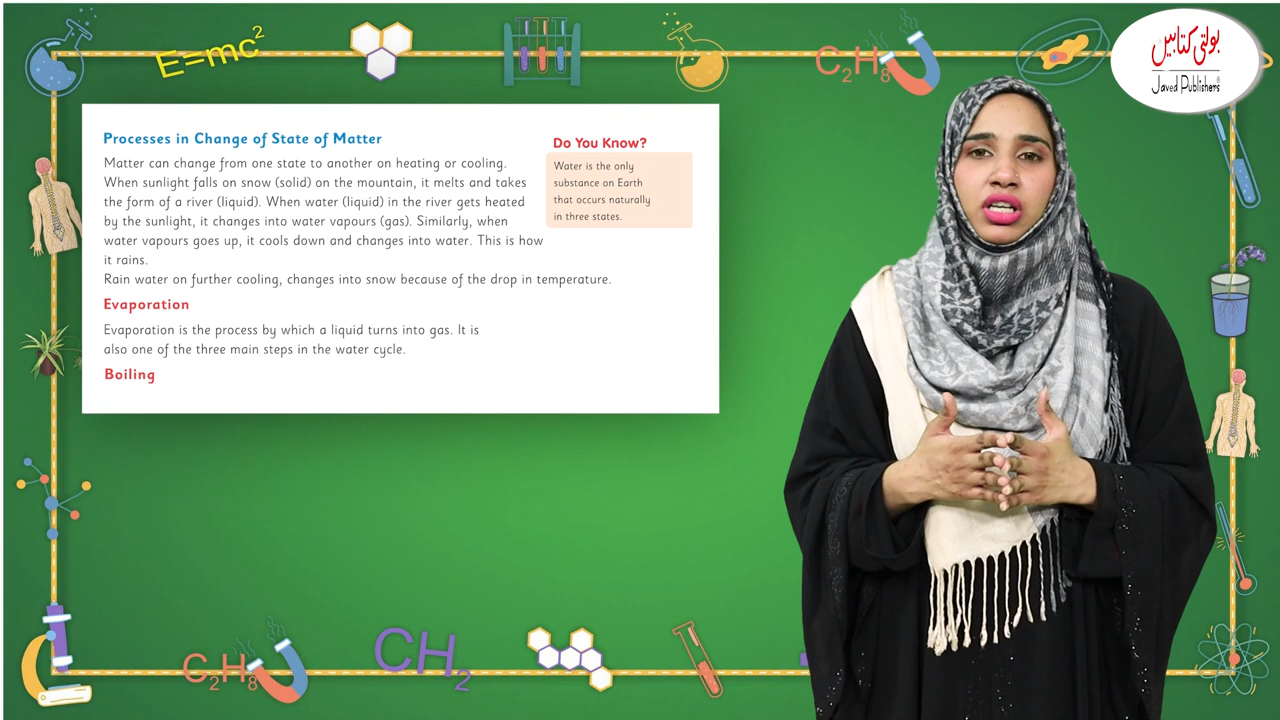 E=mc²
C₂H₈
بولتی کتابیں
Javed Publishers®
Processes in Change of State of Matter
Matter can change from one state to another on heating or cooling.
When sunlight falls on snow (solid) on the mountain, it melts and takes
the form of a river (liquid). When water (liquid) in the river gets heated
by the sunlight, it changes into water vapours (gas). Similarly, when
water vapours goes up, it cools down and changes into water. This is how
it rains.
Rain water on further cooling, changes into snow because of the drop in temperature.
Do You Know?
Water is the only
substance on Earth
that occurs naturally
in three states.
Evaporation
Evaporation is the process by which a liquid turns into gas. It is
also one of the three main steps in the water cycle.
Boiling
C₂H₈
CH₂